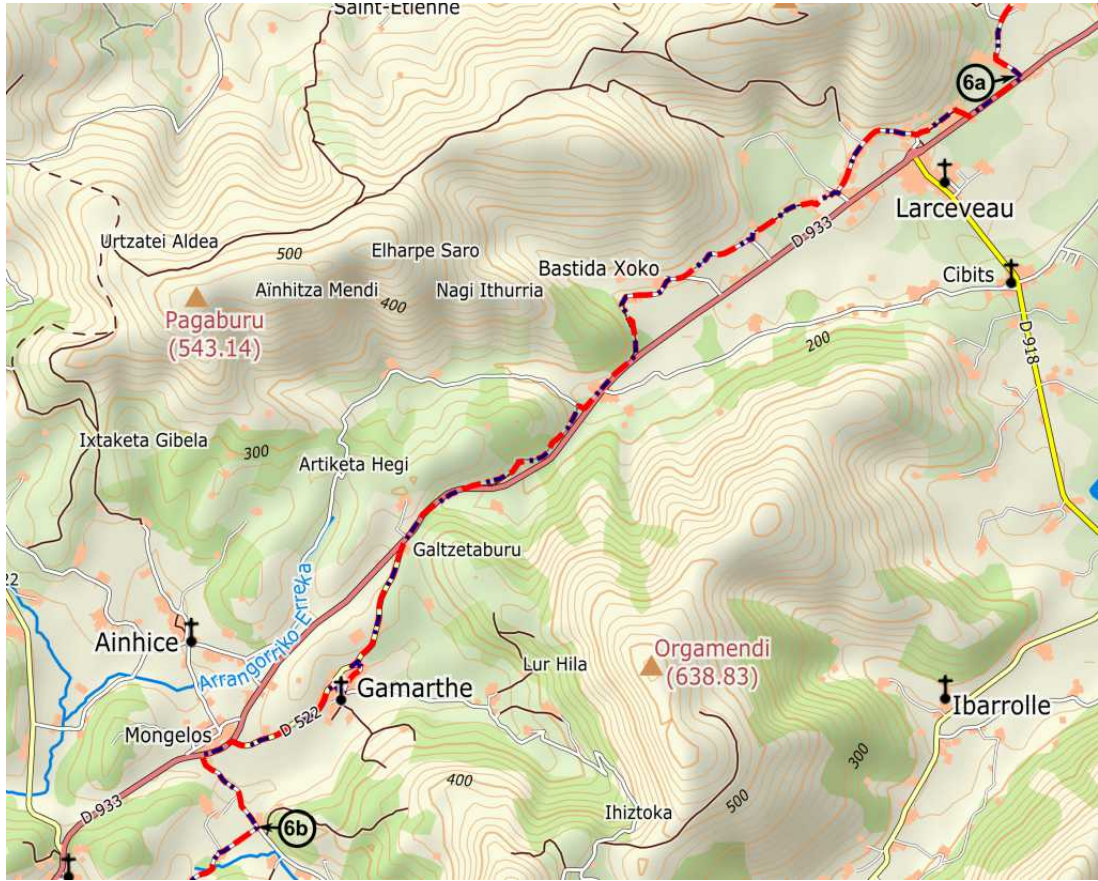 Saint-Etienne
6a
Larceveau
D 933
Urtzatei Aldea
500
Elharpe Saro
Bastida Xoko
Cibits
Aïnhitza Mendi
400
Nagi Ithurria
Pagaburu
(543.14)
200
D 918
Ixtaketa Gibela
300
Artiketa Hegi
Galtzetaburu
22
Arrangorriko-Erreka
Ainhice
Lur Hila
Orgamendi
(638.83)
Gamarthe
Ibarrolle
D 522
Mongelos
400
300
500
D 933
Ihiztoka
6b